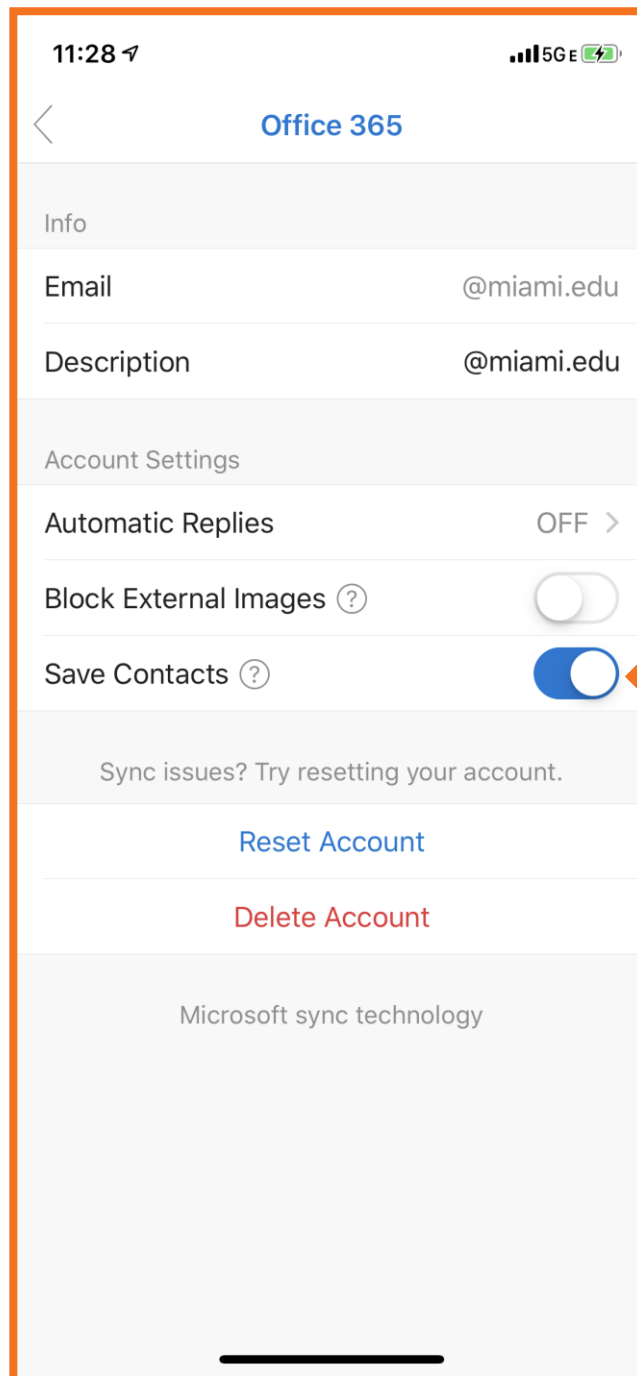 11:28 5G E
Office 365
Info
Email @miami.edu
Description @miami.edu
Account Settings
Automatic Replies OFF
Block External Images ?
Save Contacts ?
Sync issues? Try resetting your account.
Reset Account
Delete Account
Microsoft sync technology